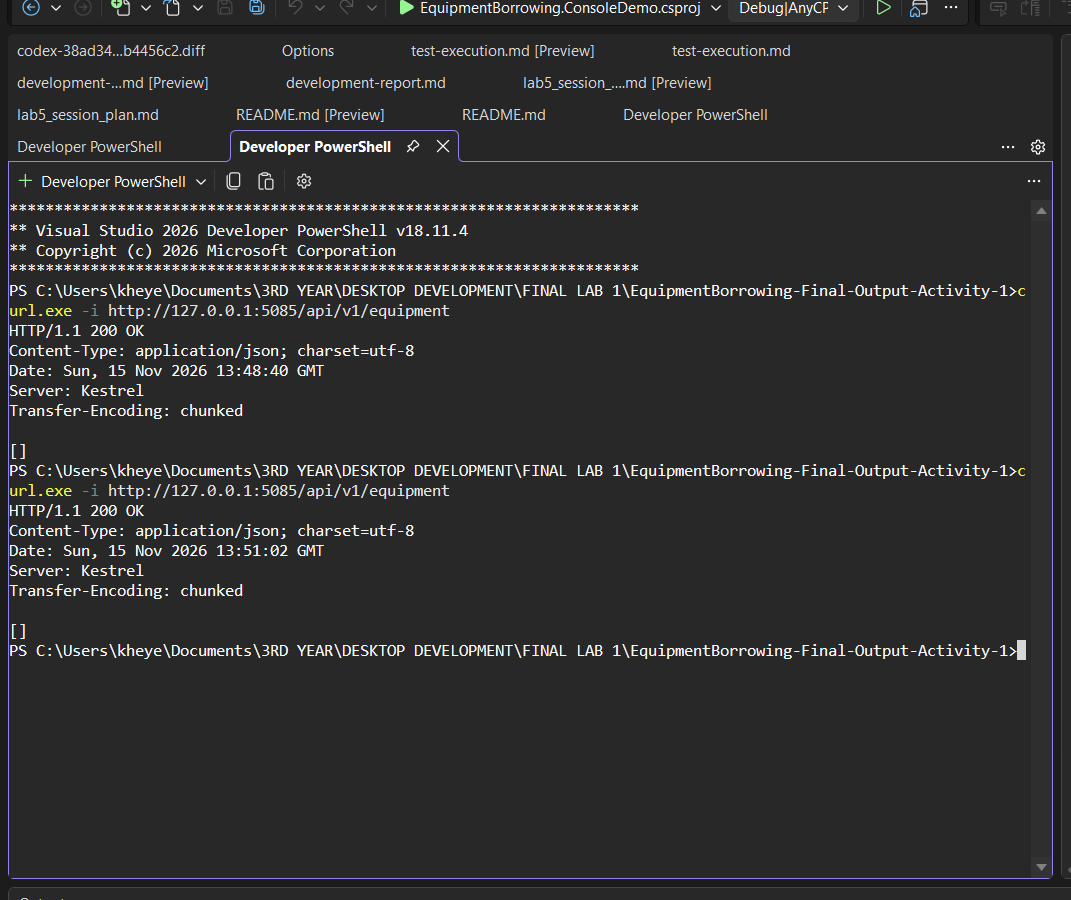 EquipmentBorrowing.ConsoleDemo.csproj Debug|AnyCP
codex-38ad34...b4456c2.diff Options test-execution.md [Preview] test-execution.md
development-...md [Preview] development-report.md lab5_session_....md [Preview]
lab5_session_plan.md README.md [Preview] README.md Developer PowerShell
Developer PowerShell Developer PowerShell
Developer PowerShell
**********************************************************************
** Visual Studio 2026 Developer PowerShell v18.11.4
** Copyright (c) 2026 Microsoft Corporation
**********************************************************************
PS C:\Users\kheye\Documents\3RD YEAR\DESKTOP DEVELOPMENT\FINAL LAB 1\EquipmentBorrowing-Final-Output-Activity-1>c
url.exe -i http://127.0.0.1:5085/api/v1/equipment
HTTP/1.1 200 OK
Content-Type: application/json; charset=utf-8
Date: Sun, 15 Nov 2026 13:48:40 GMT
Server: Kestrel
Transfer-Encoding: chunked
[]
PS C:\Users\kheye\Documents\3RD YEAR\DESKTOP DEVELOPMENT\FINAL LAB 1\EquipmentBorrowing-Final-Output-Activity-1>c
url.exe -i http://127.0.0.1:5085/api/v1/equipment
HTTP/1.1 200 OK
Content-Type: application/json; charset=utf-8
Date: Sun, 15 Nov 2026 13:51:02 GMT
Server: Kestrel
Transfer-Encoding: chunked
[]
PS C:\Users\kheye\Documents\3RD YEAR\DESKTOP DEVELOPMENT\FINAL LAB 1\EquipmentBorrowing-Final-Output-Activity-1>